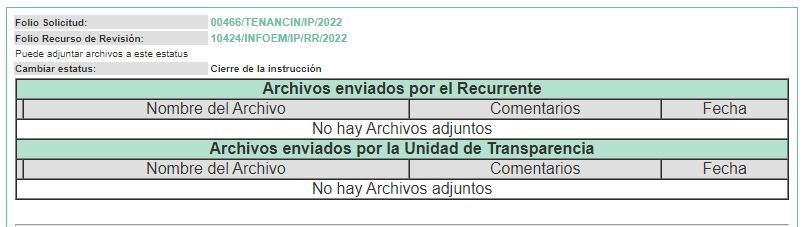 Folio Solicitud: 00466/TENANCIN/IP/2022
Folio Recurso de Revisión: 10424/INFOEM/IP/RR/2022
Puede adjuntar archivos a este estatus
Cambiar estatus: Cierre de la instrucción
Archivos enviados por el Recurrente
Nombre del Archivo Comentarios Fecha
No hay Archivos adjuntos
Archivos enviados por la Unidad de Transparencia
Nombre del Archivo Comentarios Fecha
No hay Archivos adjuntos